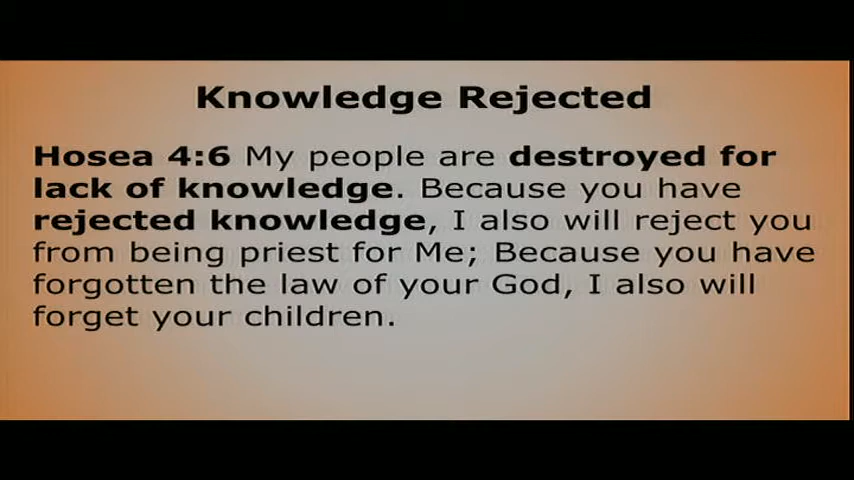 Knowledge Rejected
Hosea 4:6 My people are destroyed for
lack of knowledge. Because you have
rejected knowledge, I also will reject you
from being priest for Me; Because you have
forgotten the law of your God, I also will
forget your children.